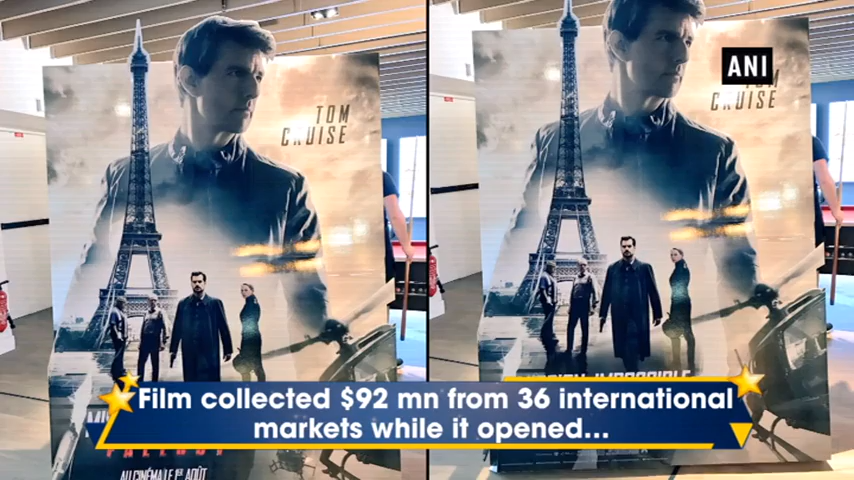 TOM
CRUISE
ANI
CRUISE
Film collected $92 mn from 36 international
markets while it opened...
AU CINÉMA LE 1ER AOÛT